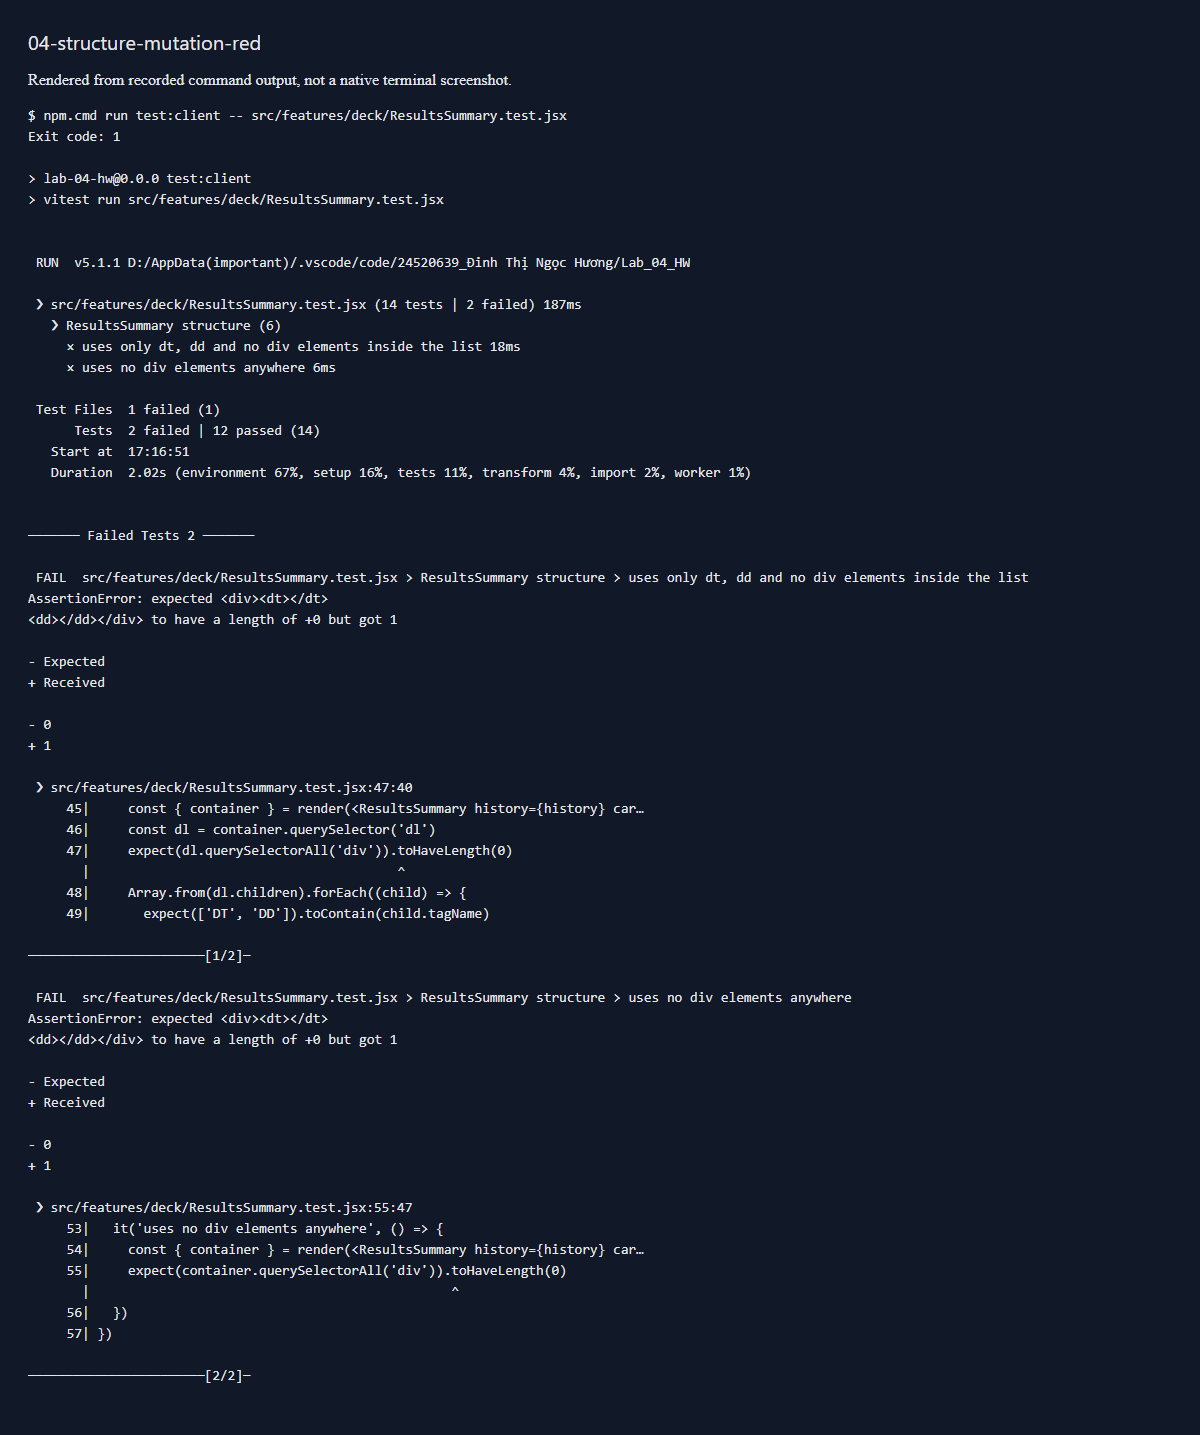 04-structure-mutation-red
Rendered from recorded command output, not a native terminal screenshot.
$ npm.cmd run test:client -- src/features/deck/ResultsSummary.test.jsx
Exit code: 1
> lab-04-hw@0.0.0 test:client
> vitest run src/features/deck/ResultsSummary.test.jsx
RUN  v5.1.1 D:/AppData(important)/.vscode/code/24520639_Đinh Thị Ngọc Hương/Lab_04_HW
❯ src/features/deck/ResultsSummary.test.jsx (14 tests | 2 failed) 187ms
❯ ResultsSummary structure (6)
× uses only dt, dd and no div elements inside the list 18ms
× uses no div elements anywhere 6ms
Test Files  1 failed (1)
Tests  2 failed | 12 passed (14)
Start at  17:16:51
Duration  2.02s (environment 67%, setup 16%, tests 11%, transform 4%, import 2%, worker 1%)
─────── Failed Tests 2 ───────
FAIL  src/features/deck/ResultsSummary.test.jsx > ResultsSummary structure > uses only dt, dd and no div elements inside the list
AssertionError: expected <div><dt></dt>
<dd></dd></div> to have a length of +0 but got 1
- Expected
+ Received
- 0
+ 1
❯ src/features/deck/ResultsSummary.test.jsx:47:40
45|     const { container } = render(<ResultsSummary history={history} car…
46|     const dl = container.querySelector('dl')
47|     expect(dl.querySelectorAll('div')).toHaveLength(0)
|                                        ^
48|     Array.from(dl.children).forEach((child) => {
49|       expect(['DT', 'DD']).toContain(child.tagName)
───────────────────────[1/2]─
FAIL  src/features/deck/ResultsSummary.test.jsx > ResultsSummary structure > uses no div elements anywhere
AssertionError: expected <div><dt></dt>
<dd></dd></div> to have a length of +0 but got 1
- Expected
+ Received
- 0
+ 1
❯ src/features/deck/ResultsSummary.test.jsx:55:47
53|   it('uses no div elements anywhere', () => {
54|     const { container } = render(<ResultsSummary history={history} car…
55|     expect(container.querySelectorAll('div')).toHaveLength(0)
|                                               ^
56|   })
57| })
───────────────────────[2/2]─